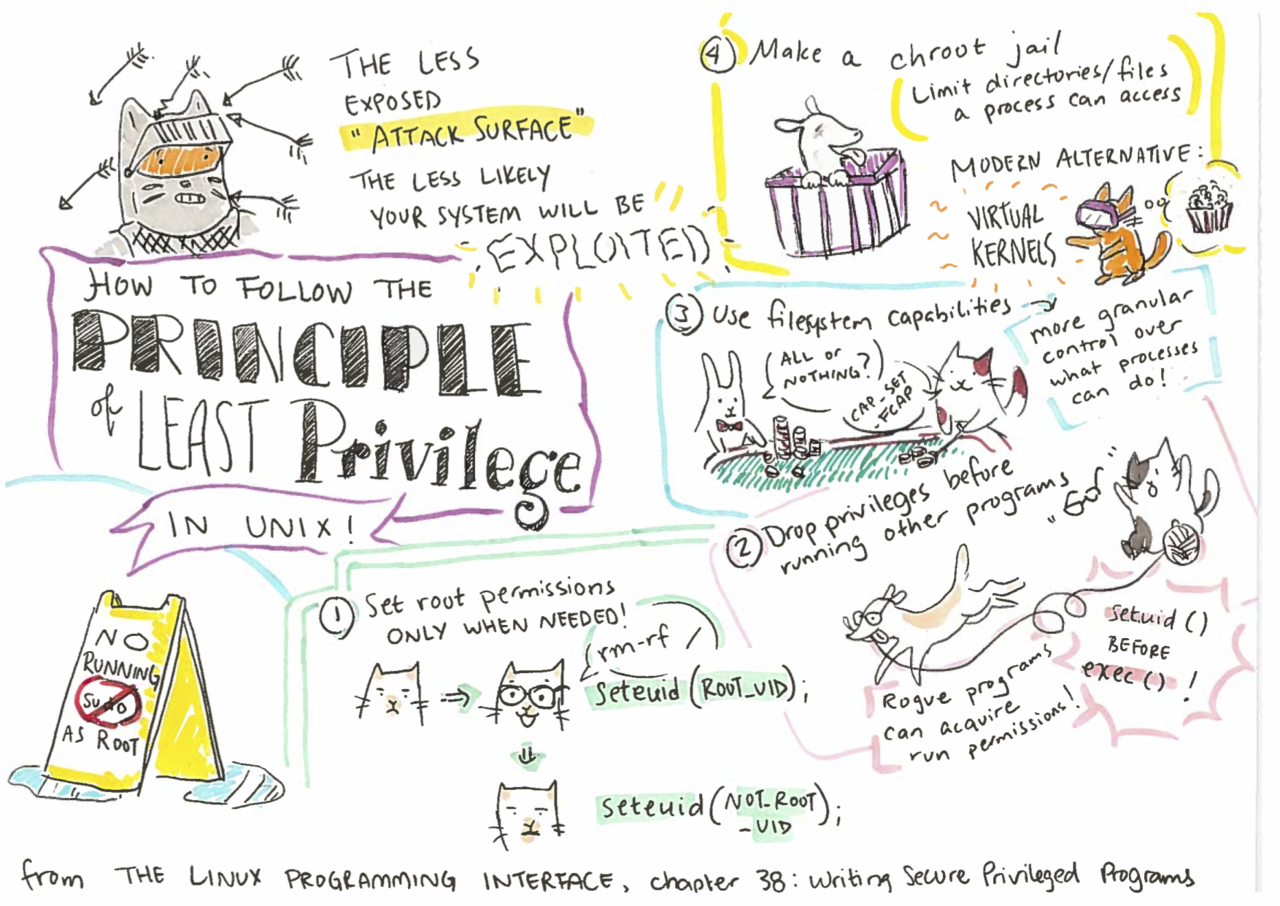 THE LESS
EXPOSED
"ATTACK SURFACE"
THE LESS LIKELY
YOUR SYSTEM WILL BE
EXPLOITED
HOW TO FOLLOW THE
PRINCIPLE
of LEAST Privilege
IN UNIX!
NO
RUNNING
Sudo
AS ROOT
1 Set root permissions
ONLY WHEN NEEDED!
rm-rf /
seteuid (ROOT_UID);
seteuid (NOT_ROOT
_UID);
2 Drop privileges before
running other programs
setuid ()
BEFORE
exec () !
Rogue programs
can acquire
run permissions!
3 Use filesystem capabilities →
more granular
control over
what processes
can do!
ALL or
NOTHING?
CAP_SET
FCAP
4 Make a chroot jail
Limit directories/files
a process can access
MODERN ALTERNATIVE:
VIRTUAL
KERNELS
from THE LINUX PROGRAMMING INTERFACE, chapter 38: Writing Secure Privileged Programs